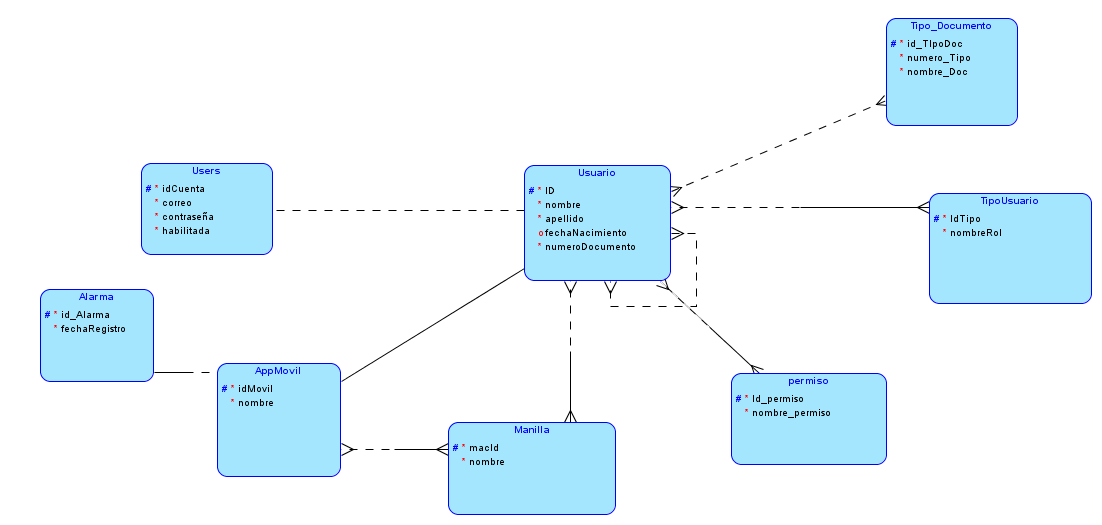 Tipo_Documento
# * id_TIpoDoc
* numero_Tipo
* nombre_Doc
Users
# * idCuenta
* correo
* contraseña
* habilitada
Usuario
# * ID
* nombre
* apellido
o fechaNacimiento
* numeroDocumento
TipoUsuario
# * IdTipo
* nombreRol
Alarma
# * id_Alarma
* fechaRegistro
AppMovil
# * idMovil
* nombre
permiso
# * Id_permiso
* nombre_permiso
Manilla
# * macId
* nombre